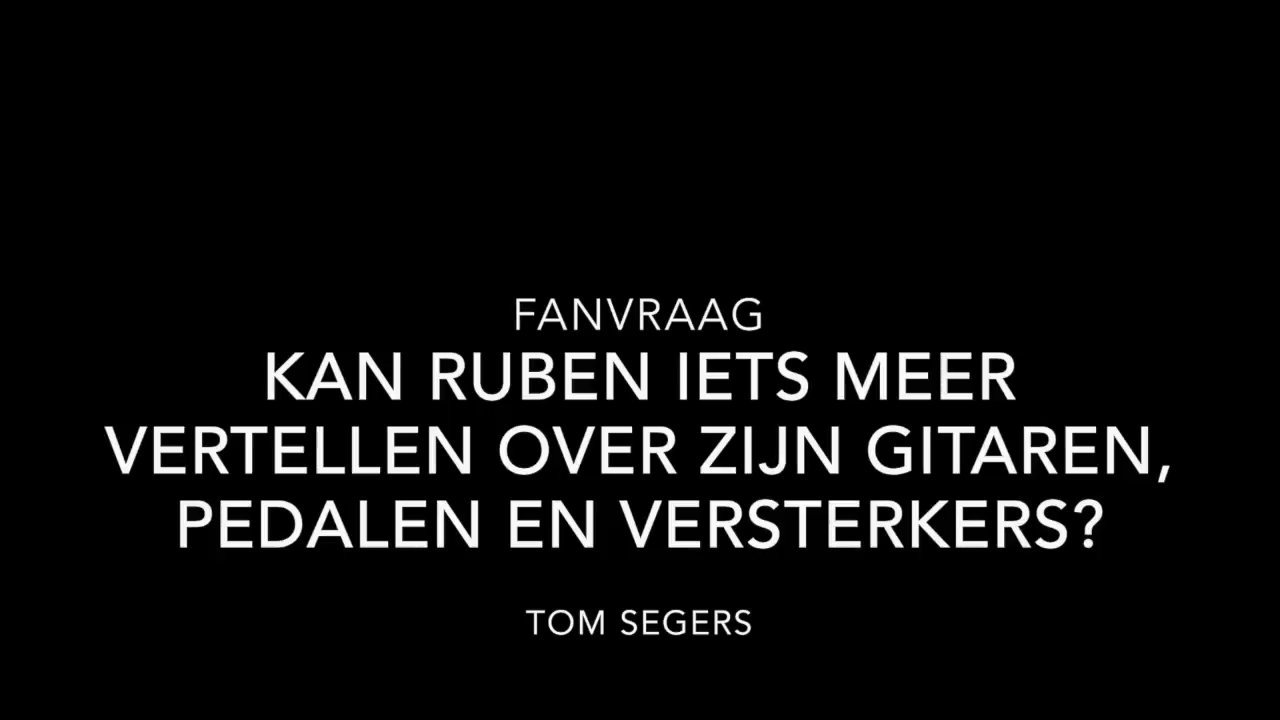 FANVRAAG
KAN RUBEN IETS MEER
VERTELLEN OVER ZIJN GITAREN,
PEDALEN EN VERSTERKERS?
TOM SEGERS